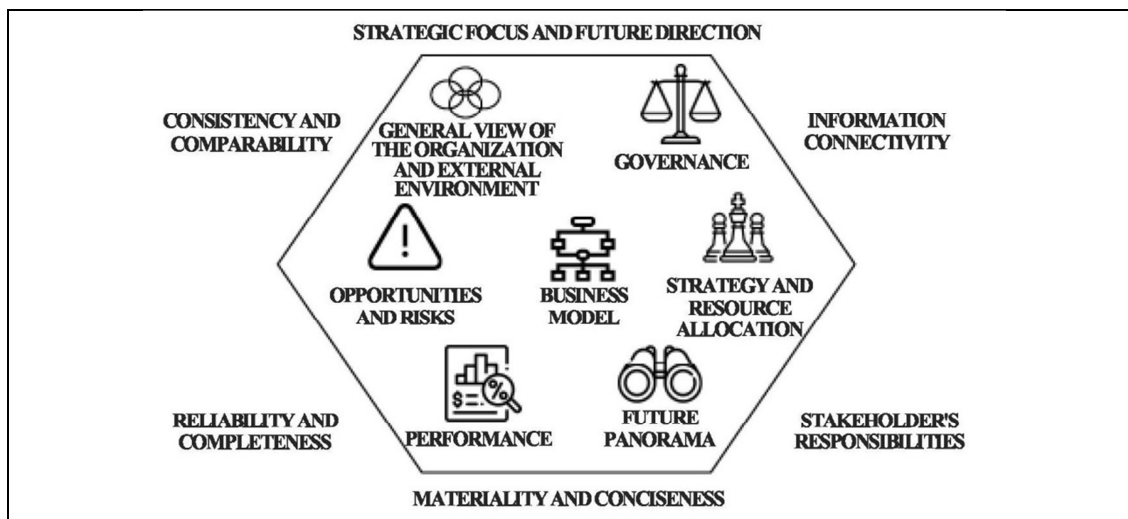 STRATEGIC FOCUS AND FUTURE DIRECTION
CONSISTENCY AND
COMPARABILITY
INFORMATION
CONNECTIVITY
GENERAL VIEW OF
THE ORGANIZATION
AND EXTERNAL
ENVIRONMENT
GOVERNANCE
OPPORTUNITIES
AND RISKS
BUSINESS
MODEL
STRATEGY AND
RESOURCE
ALLOCATION
$ =
%
PERFORMANCE
FUTURE
PANORAMA
RELIABILITY AND
COMPLETENESS
STAKEHOLDER'S
RESPONSIBILITIES
MATERIALITY AND CONCISENESS